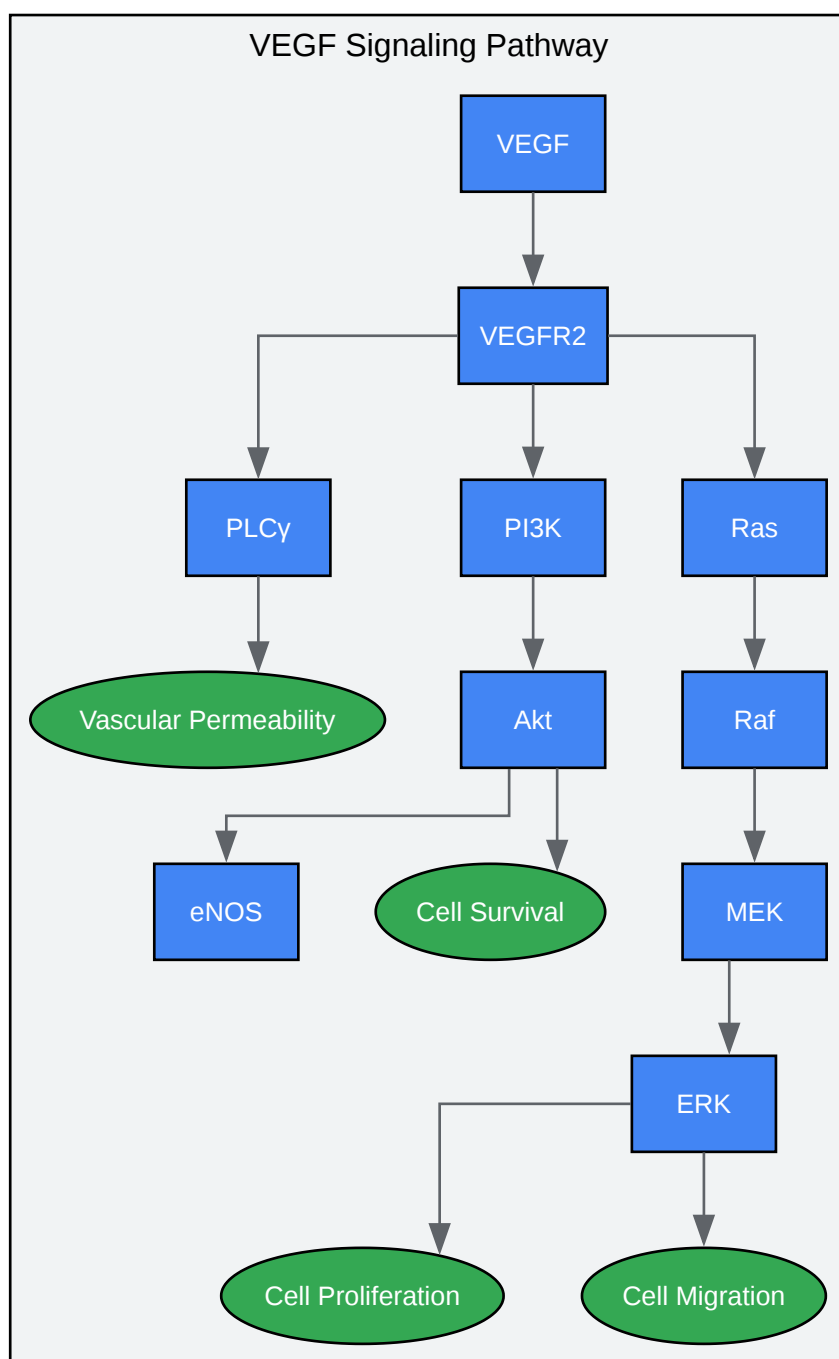 VEGF Signaling Pathway
VEGF
VEGFR2
PLCγ
PI3K
Ras
Vascular Permeability
Akt
Raf
eNOS
Cell Survival
MEK
ERK
Cell Proliferation
Cell Migration